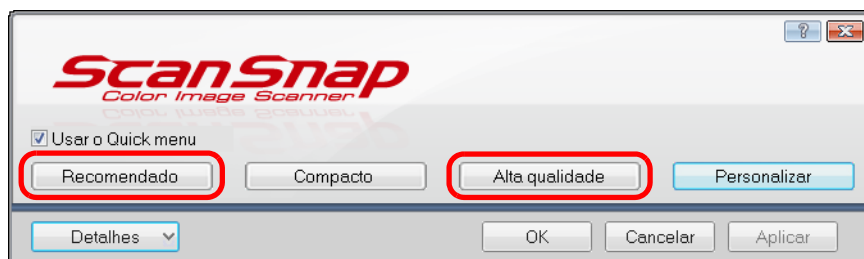 ScanSnap
Color Image Scanner
Usar o Quick menu
Recomendado Compacto Alta qualidade Personalizar
Detalhes OK Cancelar Aplicar